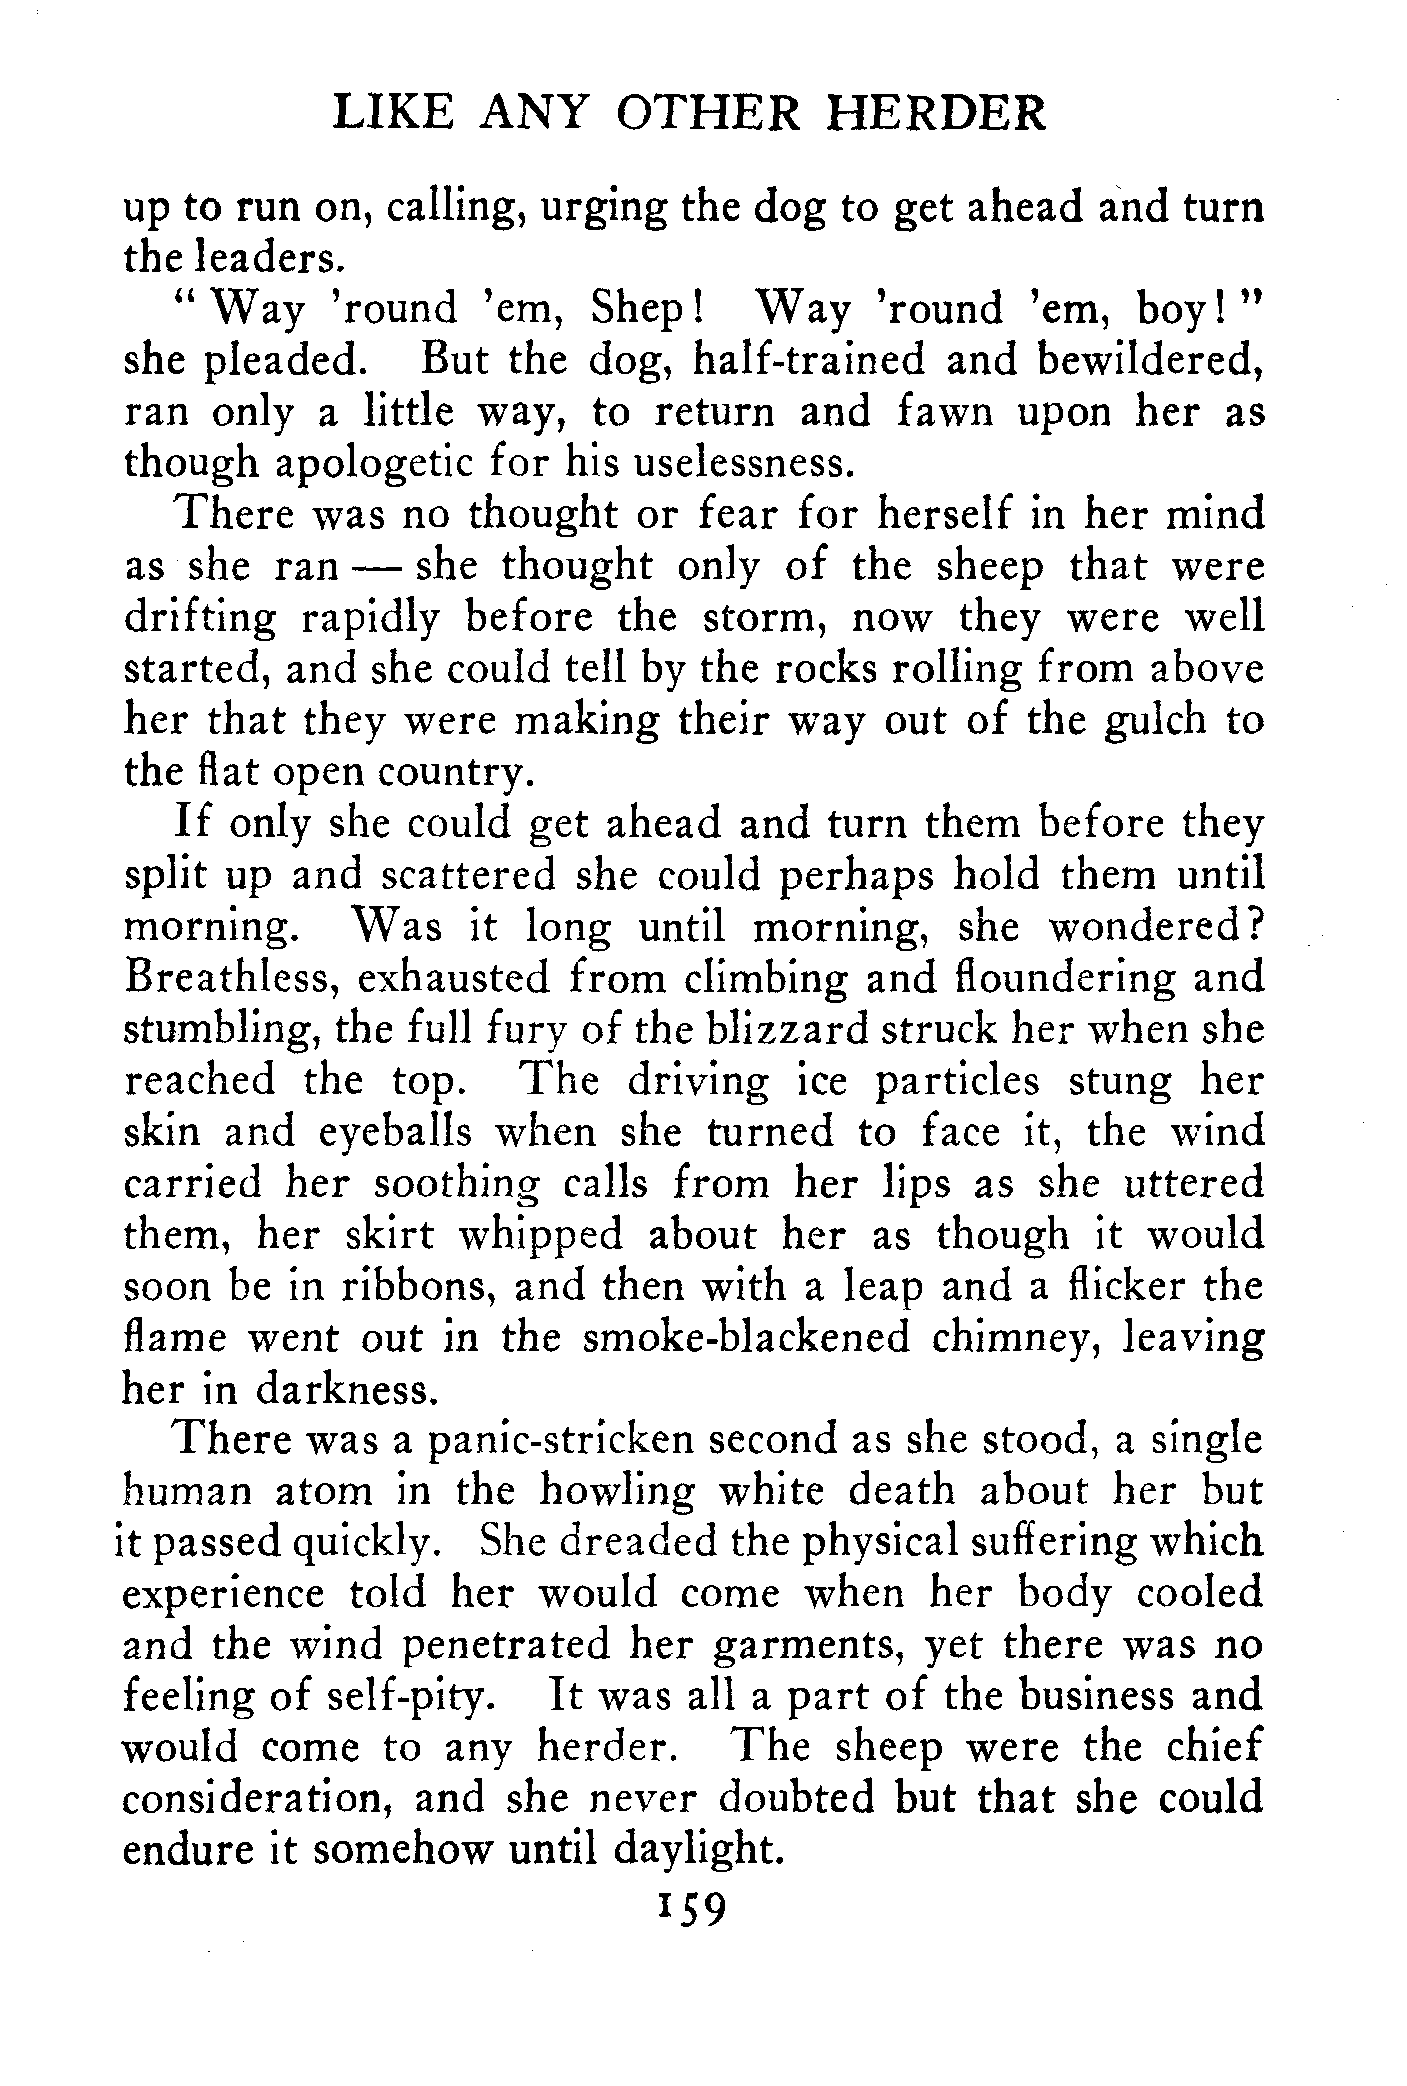 LIKE ANY OTHER HERDER
up to run on, calling, urging the dog to get ahead and turn
the leaders.
“ Way ’round ’em, Shep! Way ’round ’em, boy! ”
she pleaded. But the dog, half-trained and bewildered,
ran only a little way, to return and fawn upon her as
though apologetic for his uselessness.
There was no thought or fear for herself in her mind
as she ran — she thought only of the sheep that were
drifting rapidly before the storm, now they were well
started, and she could tell by the rocks rolling from above
her that they were making their way out of the gulch to
the flat open country.
If only she could get ahead and turn them before they
split up and scattered she could perhaps hold them until
morning. Was it long until morning, she wondered?
Breathless, exhausted from climbing and floundering and
stumbling, the full fury of the blizzard struck her when she
reached the top. The driving ice particles stung her
skin and eyeballs when she turned to face it, the wind
carried her soothing calls from her lips as she uttered
them, her skirt whipped about her as though it would
soon be in ribbons, and then with a leap and a flicker the
flame went out in the smoke-blackened chimney, leaving
her in darkness.
There was a panic-stricken second as she stood, a single
human atom in the howling white death about her but
it passed quickly. She dreaded the physical suffering which
experience told her would come when her body cooled
and the wind penetrated her garments, yet there was no
feeling of self-pity. It was all a part of the business and
would come to any herder. The sheep were the chief
consideration, and she never doubted but that she could
endure it somehow until daylight.
159